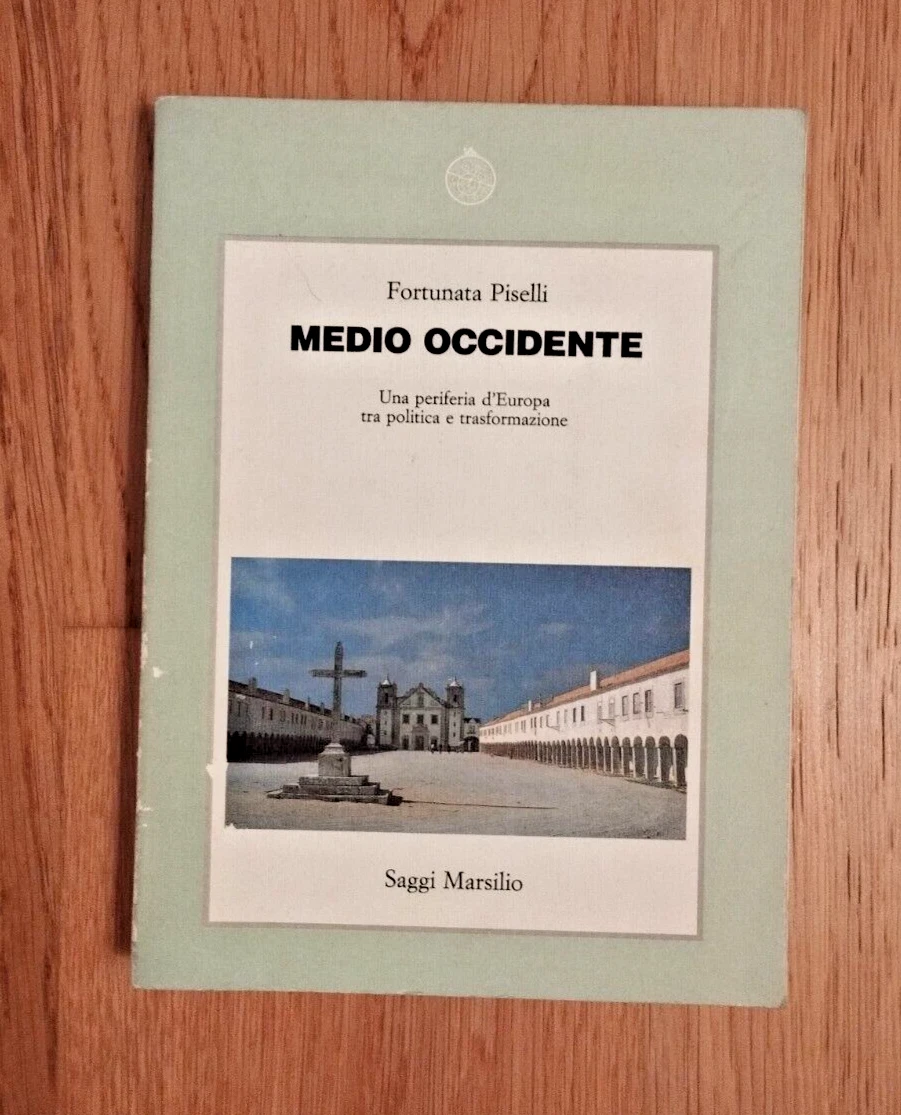 Fortunata Piselli
MEDIO OCCIDENTE
Una periferia d'Europa
tra politica e trasformazione
Saggi Marsilio